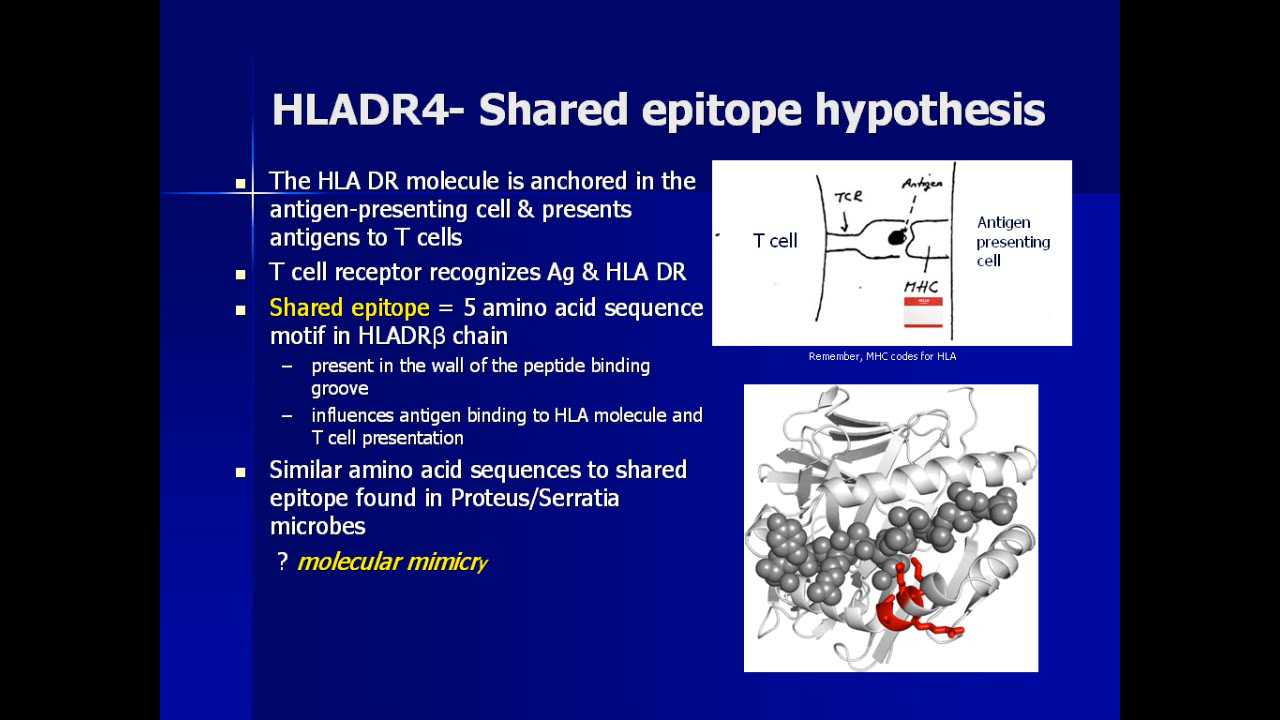 HLADR4- Shared epitope hypothesis
The HLA DR molecule is anchored in the
antigen-presenting cell & presents
antigens to T cells
T cell receptor recognizes Ag & HLA DR
Shared epitope = 5 amino acid sequence
motif in HLADRβ chain
– present in the wall of the peptide binding
groove
– influences antigen binding to HLA molecule and
T cell presentation
Similar amino acid sequences to shared
epitope found in Proteus/Serratia
microbes
? molecular mimicry
Antigen
TCR
T cell
Antigen
presenting
cell
MHC
Remember, MHC codes for HLA